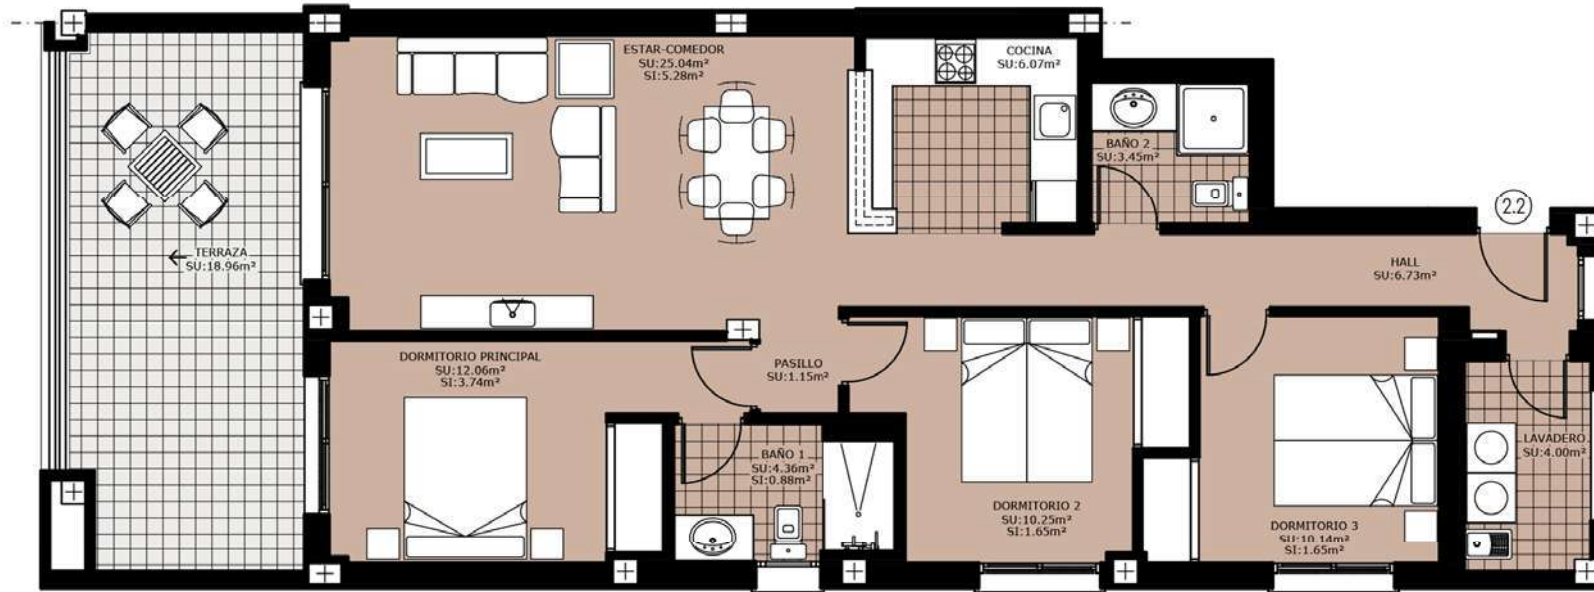 ESTAR-COMEDOR
SU:25.04m²
SI:5.28m²
COCINA
SU:6.07m²
BAÑO 2
SU:3.45m²
2.2
TERRAZA
SU:18.96m²
HALL
SU:6.73m²
DORMITORIO PRINCIPAL
SU:12.06m²
SI:3.74m²
PASILLO
SU:1.15m²
BAÑO 1
SU:4.36m²
SI:0.88m²
DORMITORIO 2
SU:10.25m²
SI:1.65m²
DORMITORIO 3
SU:10.14m²
SI:1.65m²
LAVADERO
SU:4.00m²